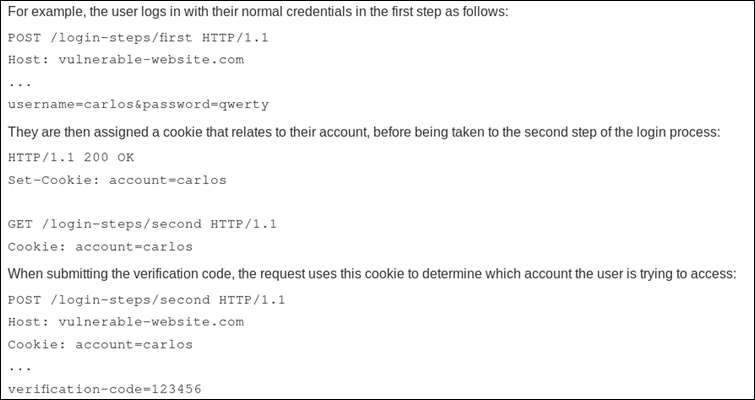 For example, the user logs in with their normal credentials in the first step as follows:
POST /login-steps/first HTTP/1.1
Host: vulnerable-website.com
...
username=carlos&password=qwerty
They are then assigned a cookie that relates to their account, before being taken to the second step of the login process:
HTTP/1.1 200 OK
Set-Cookie: account=carlos
GET /login-steps/second HTTP/1.1
Cookie: account=carlos
When submitting the verification code, the request uses this cookie to determine which account the user is trying to access:
POST /login-steps/second HTTP/1.1
Host: vulnerable-website.com
Cookie: account=carlos
...
verification-code=123456